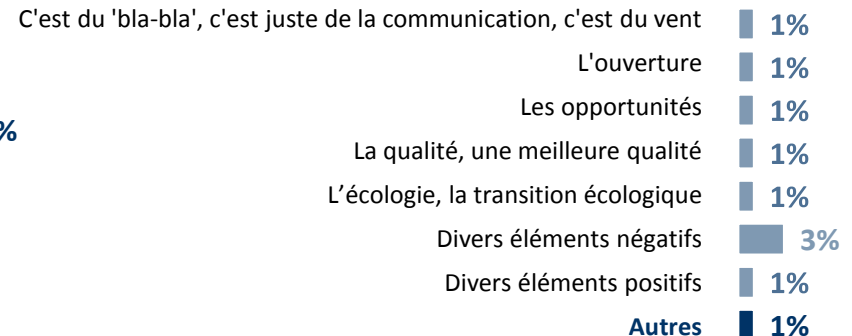 C'est du 'bla-bla', c'est juste de la communication, c'est du vent 1%
L'ouverture 1%
Les opportunités 1%
%
La qualité, une meilleure qualité 1%
L’écologie, la transition écologique 1%
Divers éléments négatifs 3%
Divers éléments positifs 1%
Autres 1%